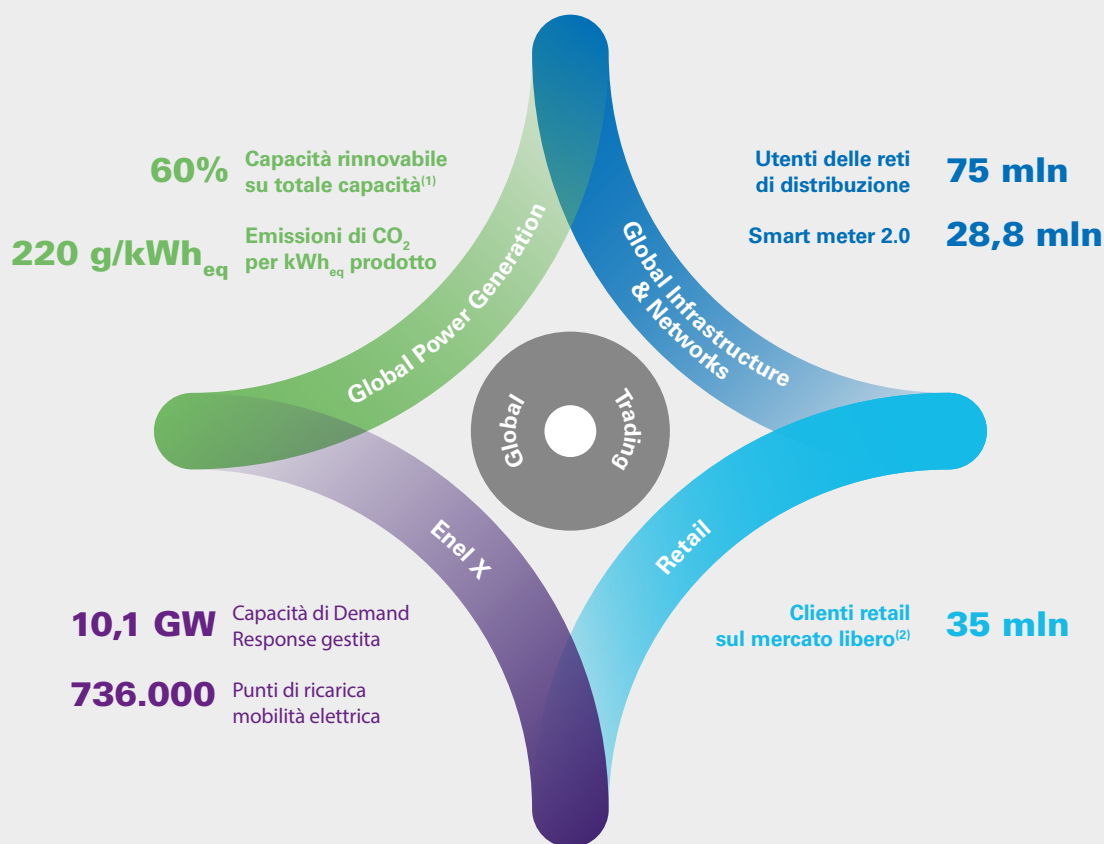 60%
Capacità rinnovabile
su totale capacità(1)
220 g/kWheq
Emissioni di CO2
per kWheq prodotto
Utenti delle reti
di distribuzione
75 mln
Smart meter 2.0
28,8 mln
Global Power Generation
Global Infrastructure
& Networks
Global
Trading
Enel X
Retail
10,1 GW
Capacità di Demand
Response gestita
736.000
Punti di ricarica
mobilità elettrica
Clienti retail
sul mercato libero(2)
35 mln